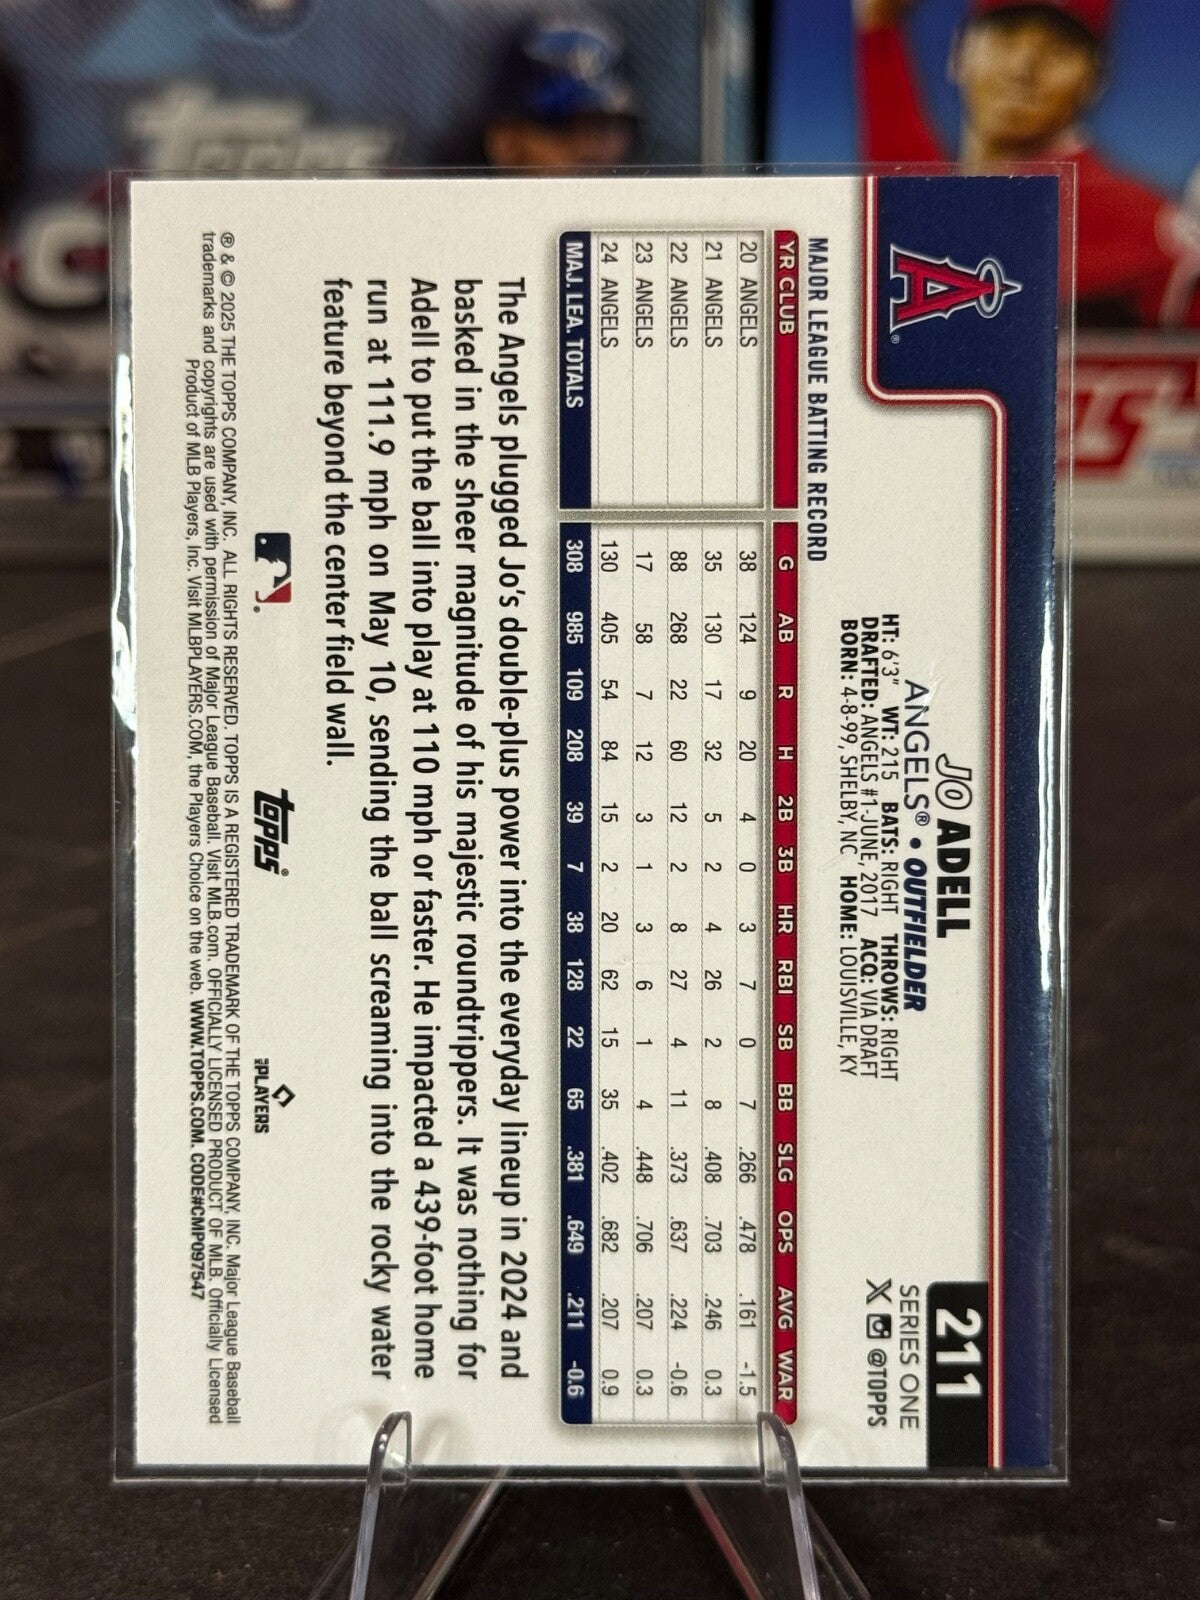 211
SERIES ONE
@TOPPS
JO ADELL
ANGELS® • OUTFIELDER
HT: 6'3" WT: 215 BATS: RIGHT THROWS: RIGHT
DRAFTED: ANGELS #1-JUNE, 2017 ACQ: VIA DRAFT
BORN: 4-8-99, SHELBY, NC HOME: LOUISVILLE, KY
MAJOR LEAGUE BATTING RECORD
YR CLUB G AB R H 2B 3B HR RBI SB BB SLG OPS AVG WAR
20 ANGELS 38 124 9 20 4 0 3 7 0 7 .266 .478 .161 -1.5
21 ANGELS 35 130 17 32 5 2 4 26 2 8 .408 .703 .246 0.3
22 ANGELS 88 268 22 60 12 2 8 27 4 11 .373 .637 .224 -0.6
23 ANGELS 17 58 7 12 3 1 3 6 1 4 .448 .706 .207 0.3
24 ANGELS 130 405 54 84 15 2 20 62 15 35 .402 .682 .207 0.9
MAJ. LEA. TOTALS 308 985 109 208 39 7 38 128 22 65 .381 .649 .211 -0.6
The Angels plugged Jo's double-plus power into the everyday lineup in 2024 and
basked in the sheer magnitude of his majestic roundtrippers. It was nothing for
Adell to put the ball into play at 110 mph or faster. He impacted a 439-foot home
run at 111.9 mph on May 10, sending the ball screaming into the rocky water
feature beyond the center field wall.
Topps®
MLB PLAYERS
® & © 2025 THE TOPPS COMPANY, INC. ALL RIGHTS RESERVED. TOPPS IS A REGISTERED TRADEMARK OF THE TOPPS COMPANY, INC. Major League Baseball
trademarks and copyrights are used with permission of Major League Baseball. Visit MLB.com. OFFICIALLY LICENSED PRODUCT OF MLB. Officially Licensed
Product of MLB Players, Inc. Visit MLBPLAYERS.COM, the Players Choice on the web. WWW.TOPPS.COM. CODE#CMP097547
Topps